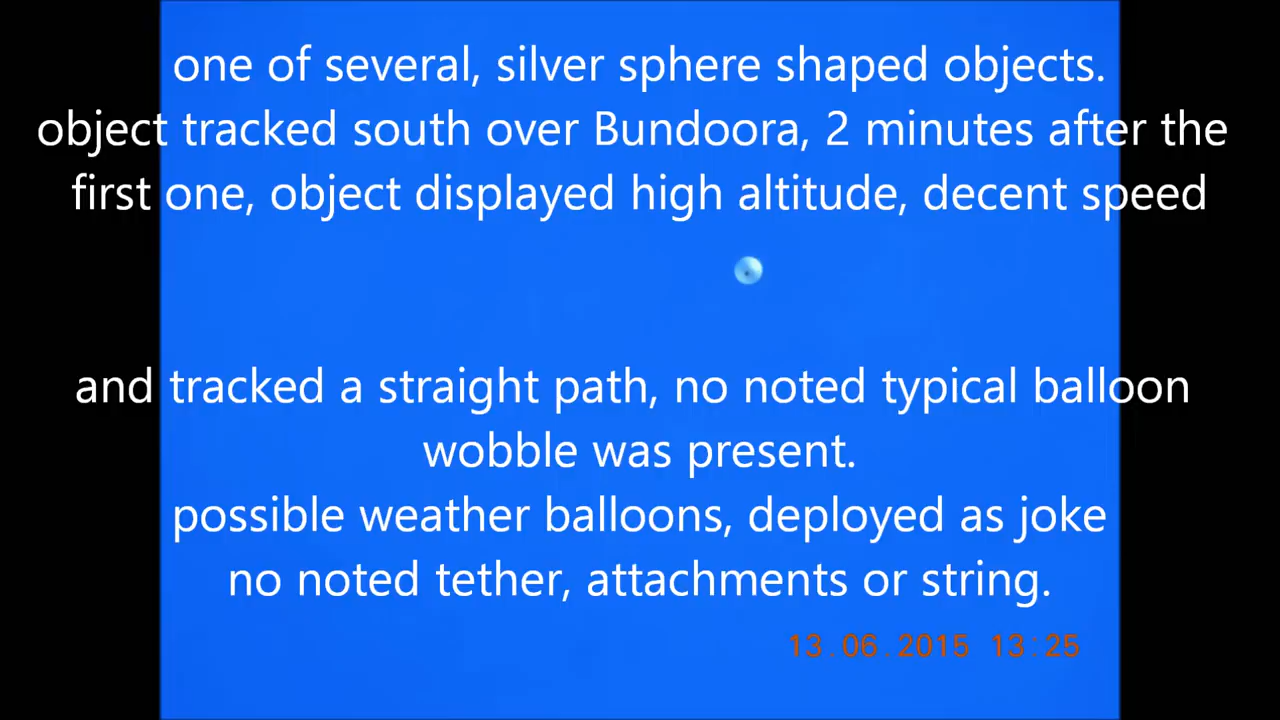 one of several, silver sphere shaped objects.
object tracked south over Bundoora, 2 minutes after the
first one, object displayed high altitude, decent speed
and tracked a straight path, no noted typical balloon
wobble was present.
possible weather balloons, deployed as joke
no noted tether, attachments or string.
13.06.2015 13:25